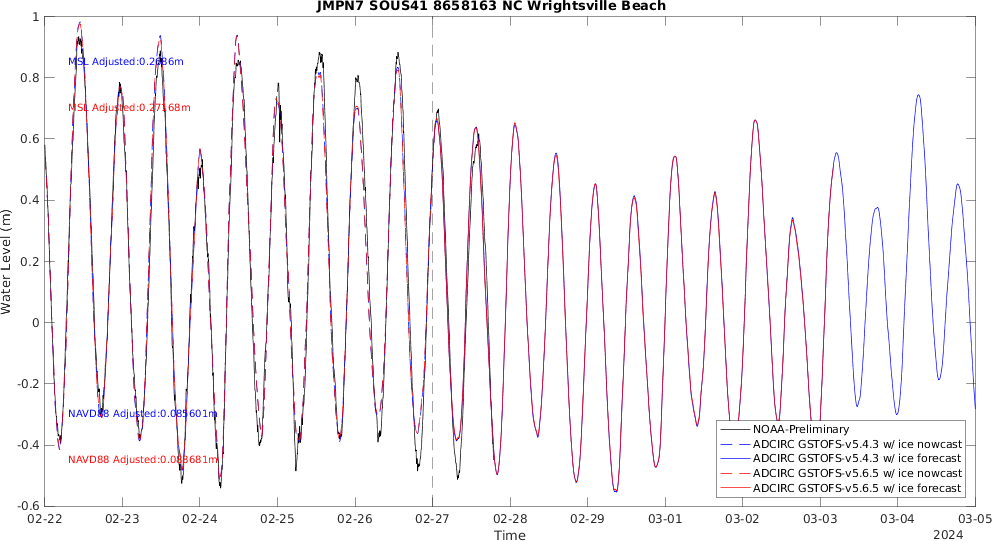 JMPN7 SOUS41 8658163 NC Wrightsville Beach
1
0.8
0.6
0.4
0.2
0
-0.2
-0.4
-0.6
Water Level (m)
MSL Adjusted:0.2686m
MSL Adjusted:0.27168m
NAVD88 Adjusted:0.085601m
NAVD88 Adjusted:0.088681m
NOAA-Preliminary
ADCIRC GSTOFS-v5.4.3 w/ ice nowcast
ADCIRC GSTOFS-v5.4.3 w/ ice forecast
ADCIRC GSTOFS-v5.6.5 w/ ice nowcast
ADCIRC GSTOFS-v5.6.5 w/ ice forecast
02-22 02-23 02-24 02-25 02-26 02-27 02-28 02-29 03-01 03-02 03-03 03-04 03-05
Time
2024